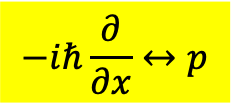 −iℏ ∂/∂x ↔ p